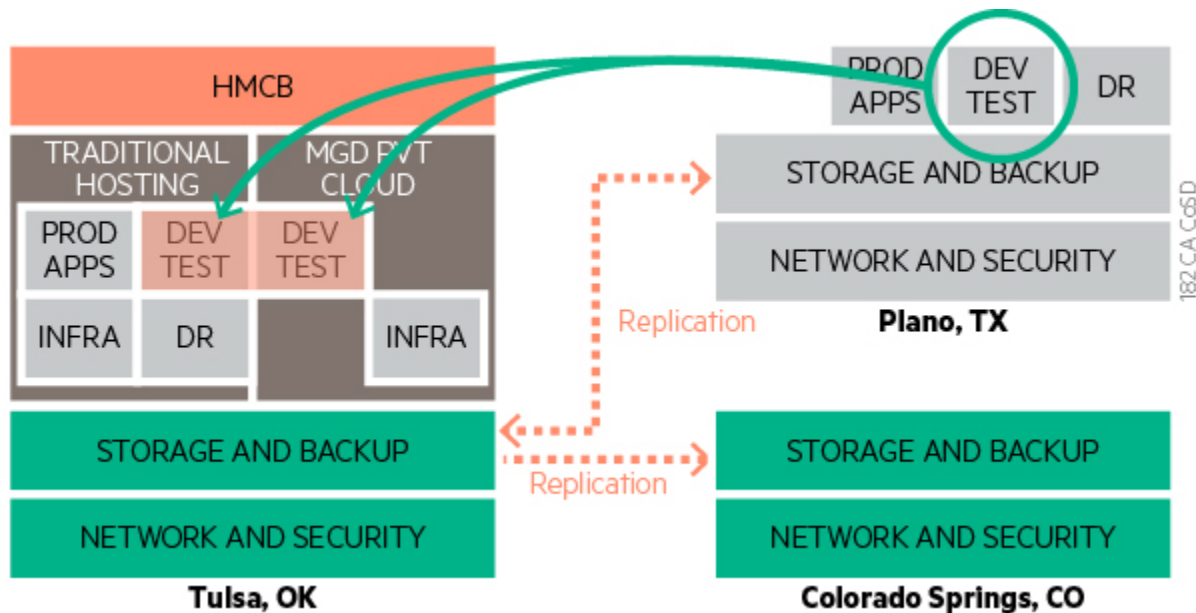 HMCB
TRADITIONAL
HOSTING
MGD PVT
CLOUD
PROD
APPS
DEV
TEST
DEV
TEST
INFRA
DR
INFRA
STORAGE AND BACKUP
NETWORK AND SECURITY
Tulsa, OK
Replication
Replication
PROD
APPS
DEV
TEST
DR
STORAGE AND BACKUP
NETWORK AND SECURITY
Plano, TX
182 CA CoSD
STORAGE AND BACKUP
NETWORK AND SECURITY
Colorado Springs, CO